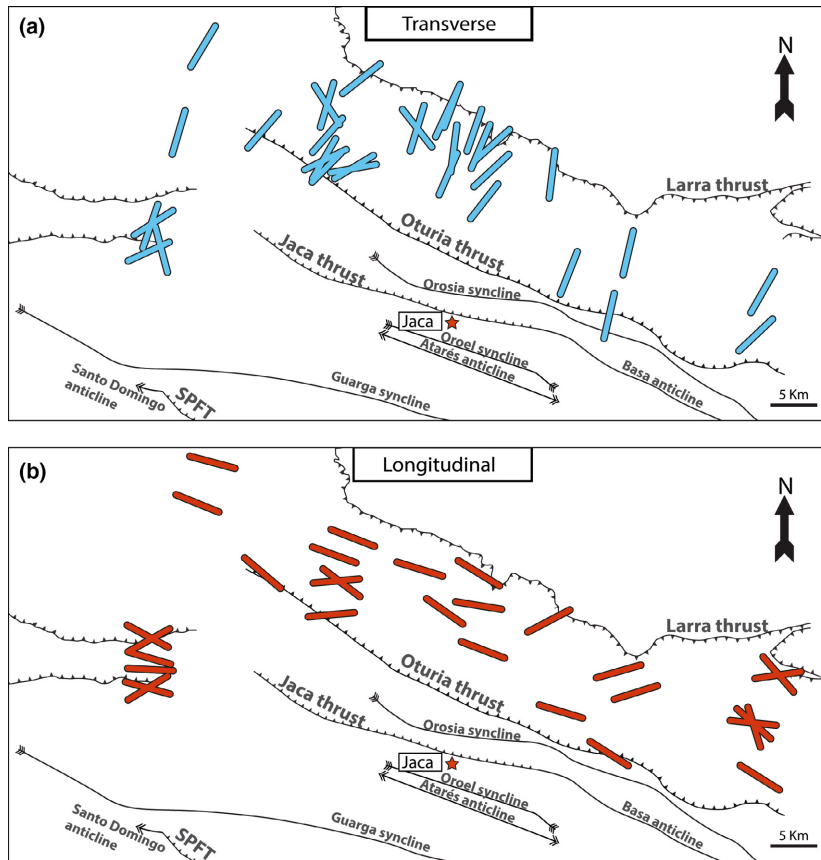 (a)
Transverse
N
Larra thrust
Oturia thrust
Jaca thrust
Orosia syncline
Jaca
Oroel syncline
Atarés anticline
Basa anticline
Guarga syncline
Santo Domingo
anticline
SPFT
5 Km
(b)
Longitudinal
N
Larra thrust
Oturia thrust
Jaca thrust
Orosia syncline
Jaca
Oroel syncline
Atarés anticline
Basa anticline
Guarga syncline
Santo Domingo
anticline
SPFT
5 Km